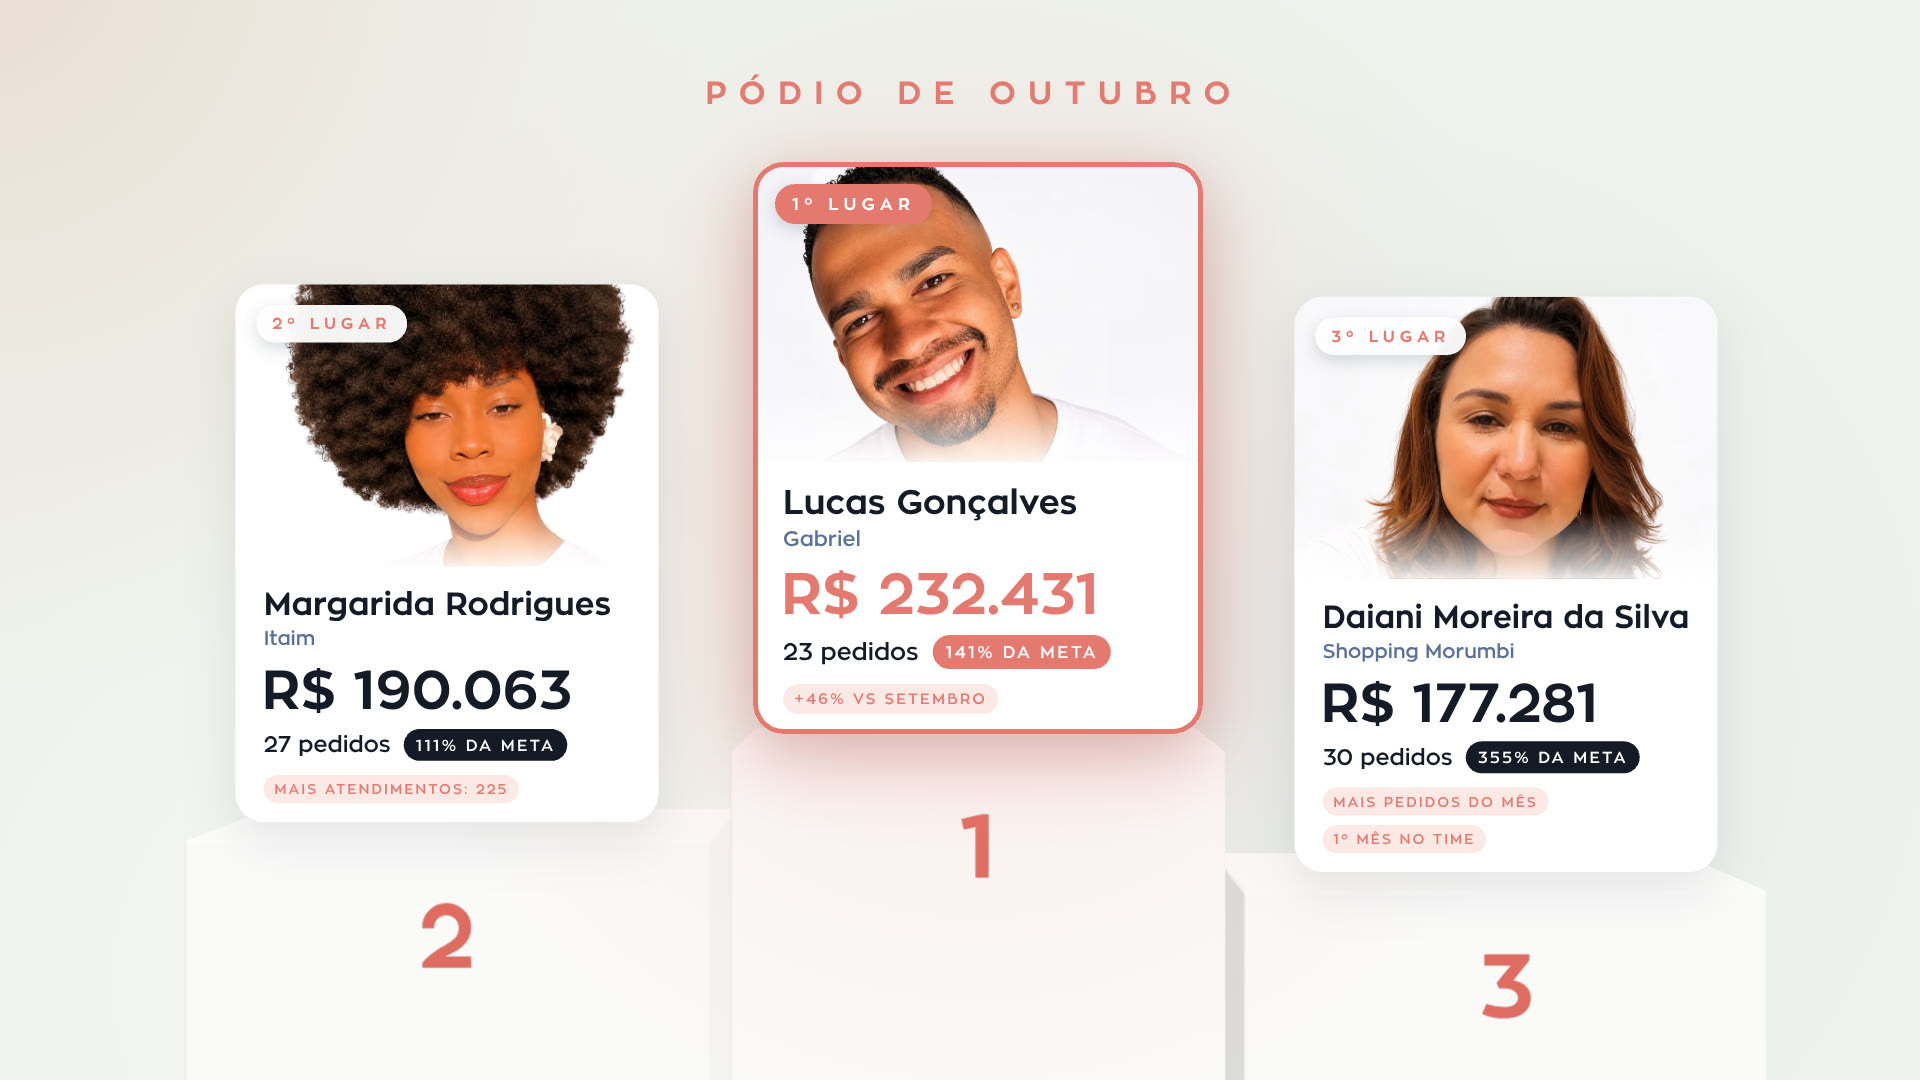 PÓDIO DE OUTUBRO
2º LUGAR
Margarida Rodrigues
Itaim
R$ 190.063
27 pedidos 111% DA META
MAIS ATENDIMENTOS: 225
2
1º LUGAR
Lucas Gonçalves
Gabriel
R$ 232.431
23 pedidos 141% DA META
+46% VS SETEMBRO
1
3º LUGAR
Daiani Moreira da Silva
Shopping Morumbi
R$ 177.281
30 pedidos 355% DA META
MAIS PEDIDOS DO MÊS
1º MÊS NO TIME
3